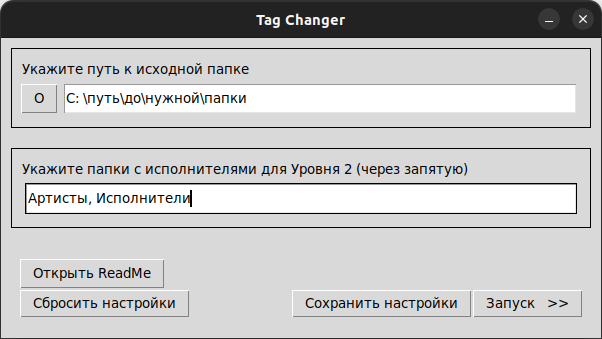 Tag Changer
Укажите путь к исходной папке
О C: \путь\до\нужной\папки
Укажите папки с исполнителями для Уровня 2 (через запятую)
Артисты, Исполнители
Открыть ReadMe
Сбросить настройки Сохранить настройки Запуск >>